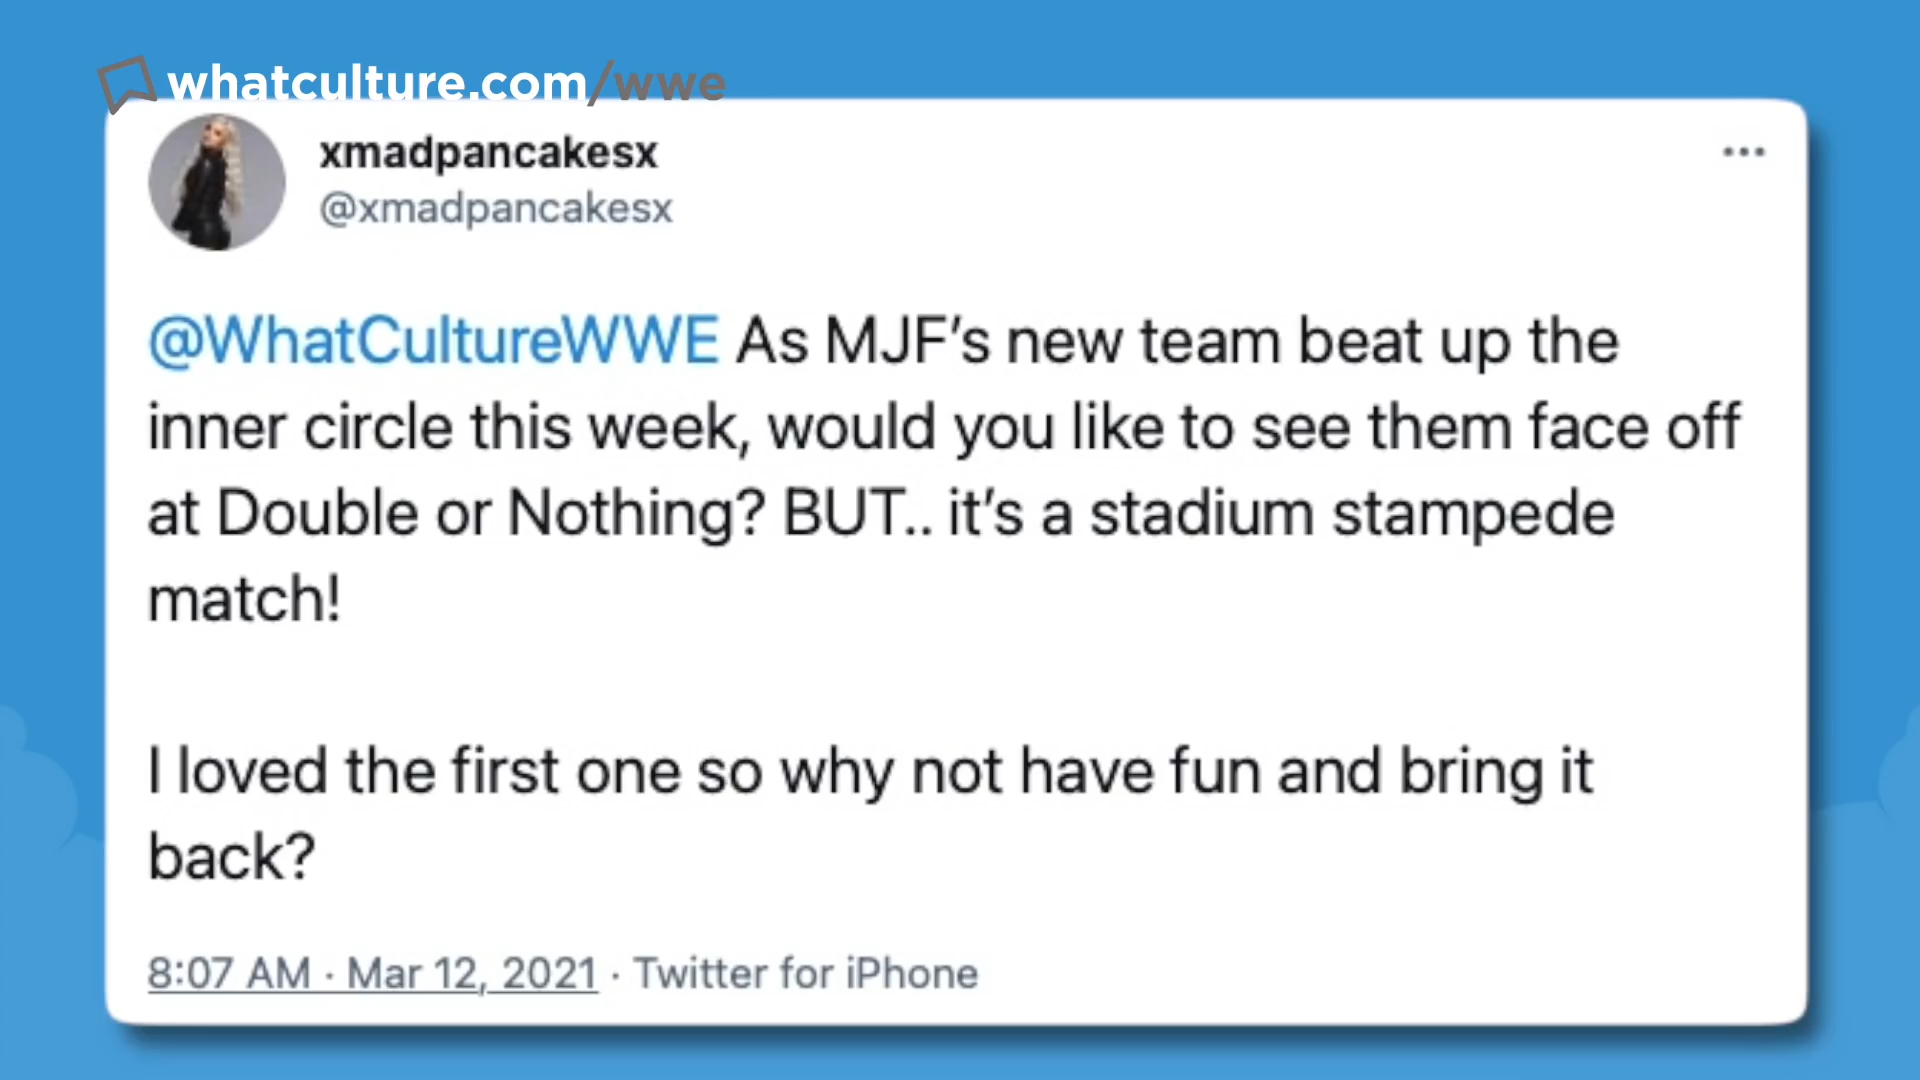 whatculture.com/wwe
xmadpancakesx
@xmadpancakesx
@WhatCultureWWE As MJF's new team beat up the
inner circle this week, would you like to see them face off
at Double or Nothing? BUT.. it's a stadium stampede
match!
I loved the first one so why not have fun and bring it
back?
8:07 AM · Mar 12, 2021 · Twitter for iPhone